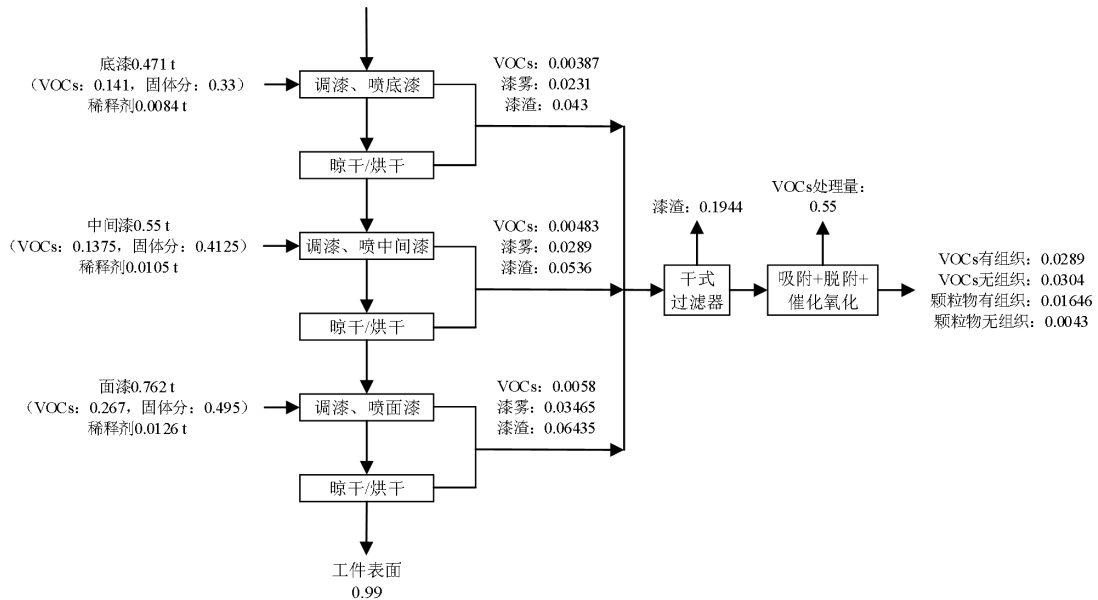 底漆0.471 t
（VOCs：0.141，固体分：0.33）
稀释剂0.0084 t
调漆、喷底漆
晾干/烘干
VOCs：0.00387
漆雾：0.0231
漆渣：0.043
中间漆0.55 t
（VOCs：0.1375，固体分：0.4125）
稀释剂0.0105 t
调漆、喷中间漆
晾干/烘干
VOCs：0.00483
漆雾：0.0289
漆渣：0.0536
面漆0.762 t
（VOCs：0.267，固体分：0.495）
稀释剂0.0126 t
调漆、喷面漆
晾干/烘干
VOCs：0.0058
漆雾：0.03465
漆渣：0.06435
工件表面
0.99
漆渣：0.1944
干式
过滤器
VOCs处理量：
0.55
吸附+脱附+
催化氧化
VOCs有组织：0.0289
VOCs无组织：0.0304
颗粒物有组织：0.01646
颗粒物无组织：0.0043